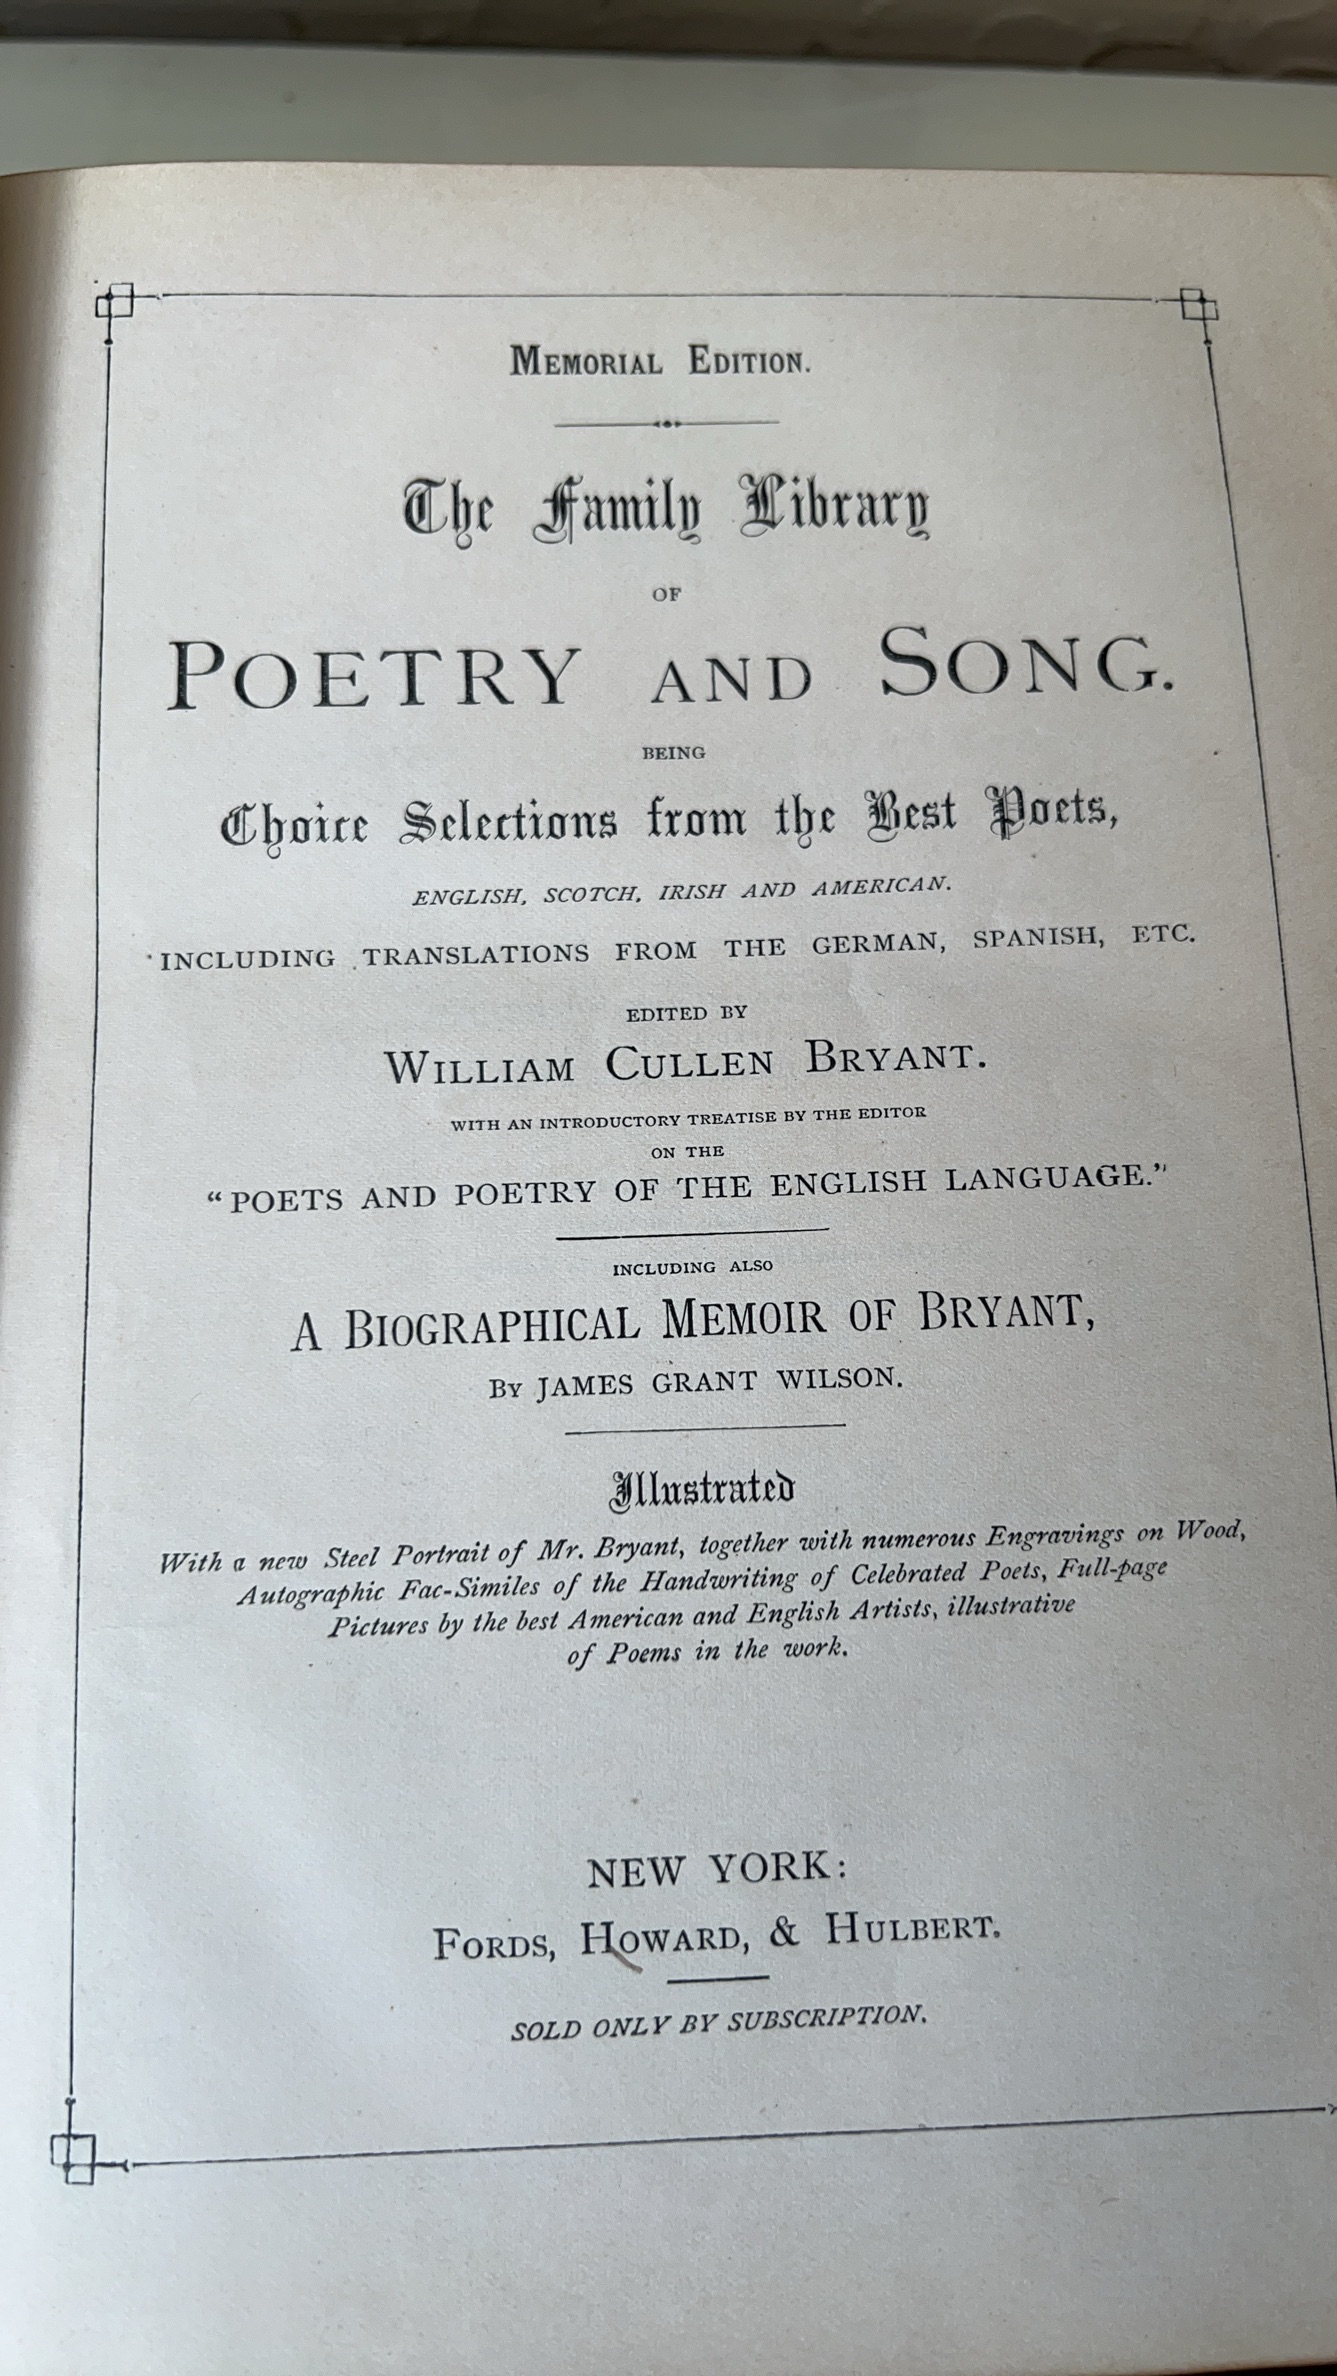 MEMORIAL EDITION.
The Family Library
OF
POETRY AND SONG.
BEING
Choice Selections from the Best Poets,
ENGLISH, SCOTCH, IRISH AND AMERICAN.
INCLUDING TRANSLATIONS FROM THE GERMAN, SPANISH, ETC.
EDITED BY
WILLIAM CULLEN BRYANT.
WITH AN INTRODUCTORY TREATISE BY THE EDITOR
ON THE
“POETS AND POETRY OF THE ENGLISH LANGUAGE.”
INCLUDING ALSO
A BIOGRAPHICAL MEMOIR OF BRYANT,
BY JAMES GRANT WILSON.
Illustrated
With a new Steel Portrait of Mr. Bryant, together with numerous Engravings on Wood,
Autographic Fac-Similes of the Handwriting of Celebrated Poets, Full-page
Pictures by the best American and English Artists, illustrative
of Poems in the work.
NEW YORK:
FORDS, HOWARD, & HULBERT.
SOLD ONLY BY SUBSCRIPTION.